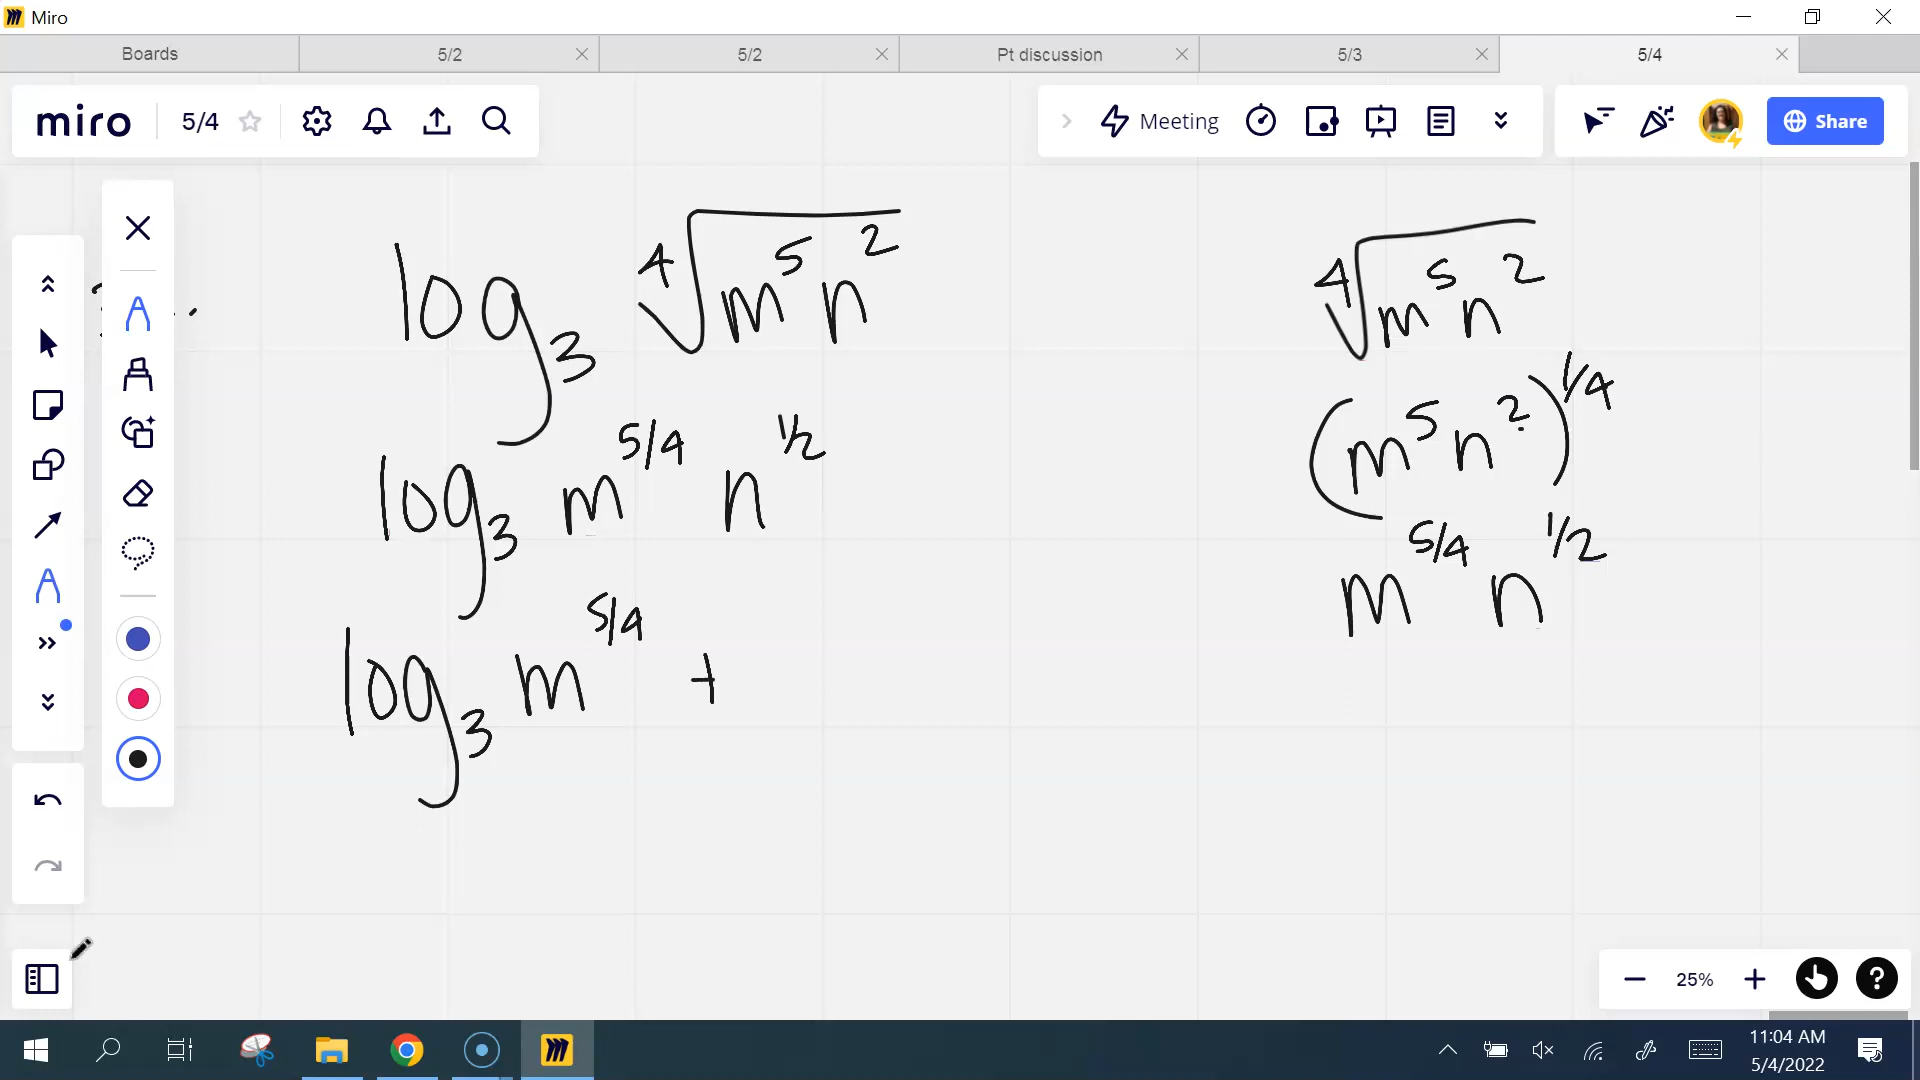 Miro
Boards 5/2 5/2 Pt discussion 5/3 5/4
miro 5/4 Meeting Share
log₃ ∜(m⁵n²)
log₃ m^5/4 n^1/2
log₃ m^5/4 +
∜(m⁵n²)
(m⁵n²)^1/4
m^5/4 n^1/2
25%
11:04 AM
5/4/2022